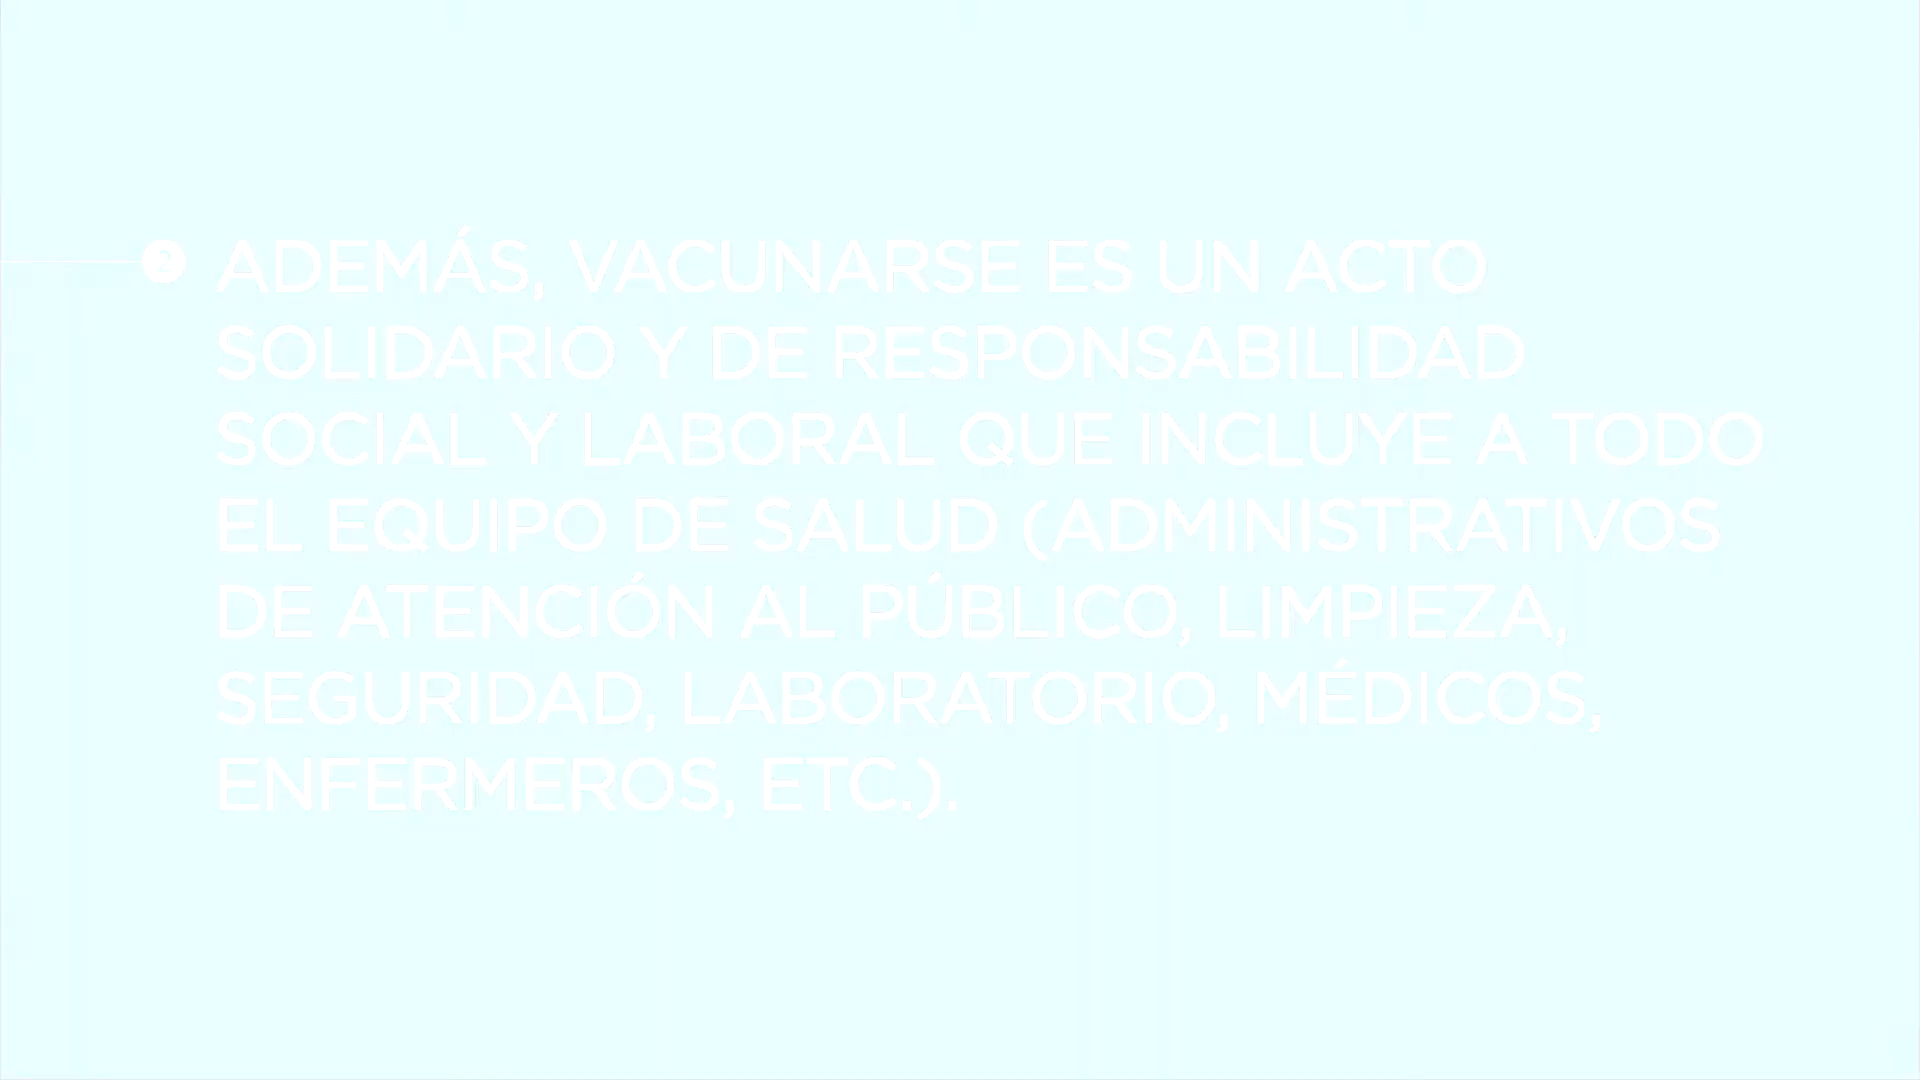 2 ADEMÁS, VACUNARSE ES UN ACTO
SOLIDARIO Y DE RESPONSABILIDAD
SOCIAL Y LABORAL QUE INCLUYE A TODO
EL EQUIPO DE SALUD (ADMINISTRATIVOS
DE ATENCIÓN AL PÚBLICO, LIMPIEZA,
SEGURIDAD, LABORATORIO, MÉDICOS,
ENFERMEROS, ETC.).